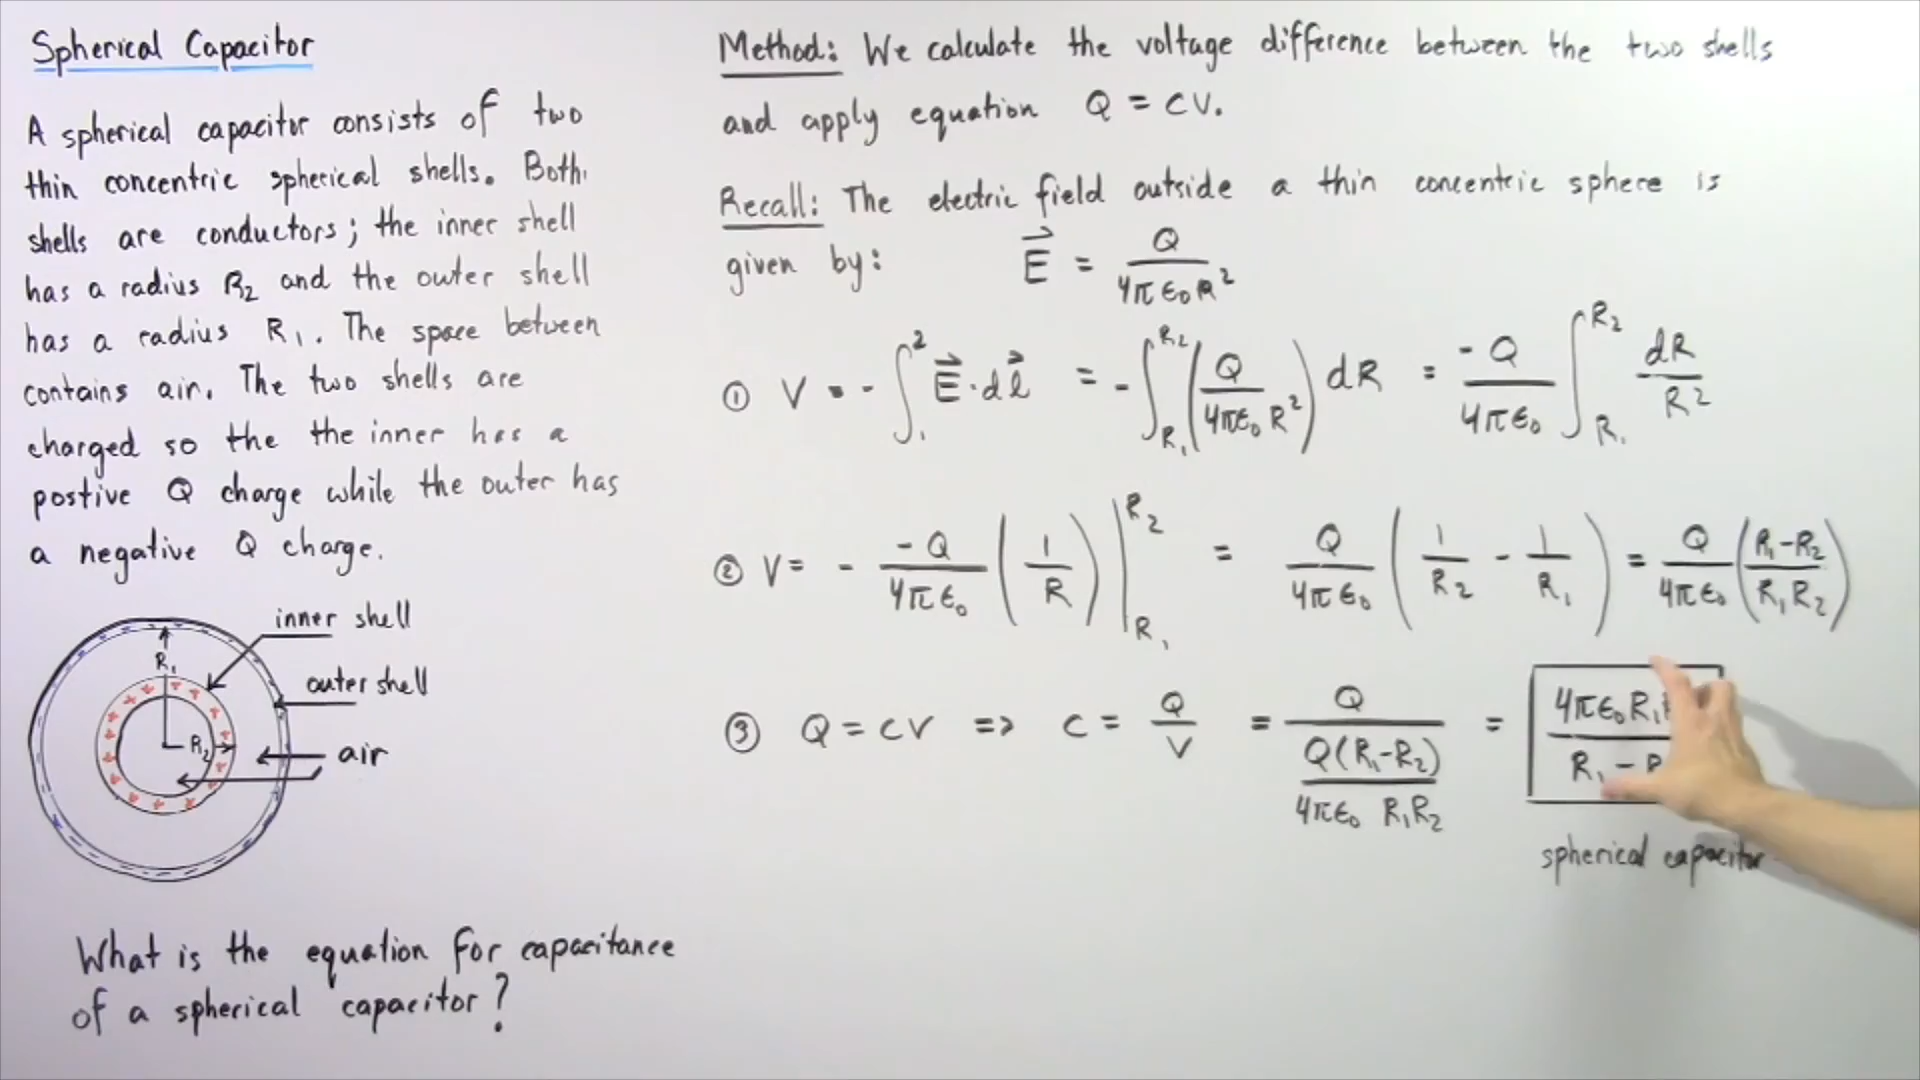 Spherical Capacitor
A spherical capacitor consists of two
thin concentric spherical shells. Both
shells are conductors; the inner shell
has a radius R₂ and the outer shell
has a radius R₁. The space between
contains air. The two shells are
charged so the the inner has a
postive Q charge while the outer has
a negative Q charge.
inner shell
outer shell
air
R₁
R₂
What is the equation for capacitance
of a spherical capacitor?
Method: We calculate the voltage difference between the two shells
and apply equation Q = CV.
Recall: The electric field outside a thin concentric sphere is
given by: E⃗ = Q / 4πε₀R²
① V = - ∫₁² E⃗ · dl⃗ = - ∫_R₁^R₂ (Q / 4πε₀R²) dR = -Q / 4πε₀ ∫_R₁^R₂ dR / R²
② V = - -Q / 4πε₀ (1 / R) |_R₁^R₂ = Q / 4πε₀ (1 / R₂ - 1 / R₁) = Q / 4πε₀ (R₁-R₂ / R₁R₂)
③ Q = CV => C = Q / V = Q / (Q(R₁-R₂) / 4πε₀ R₁R₂) = 4πε₀R₁ / R₁ -
spherical capacitor